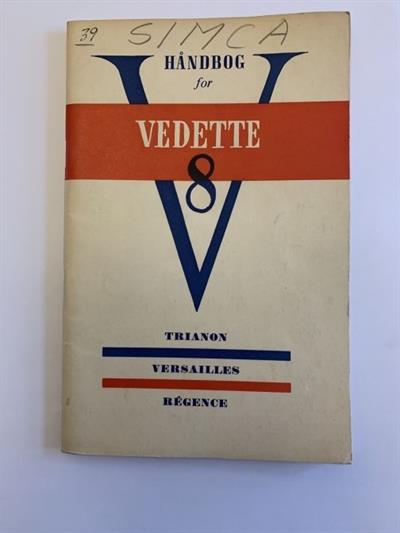 39 SIMCA
HÅNDBOG
for
VEDETTE
V
8
TRIANON
VERSAILLES
RÉGENCE